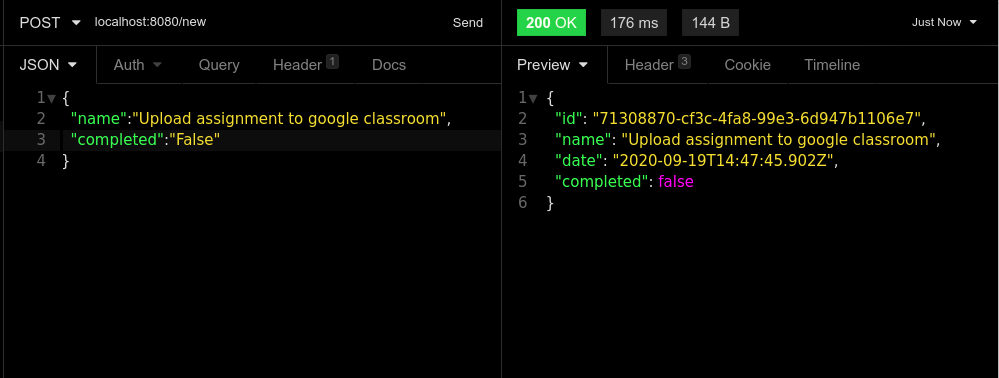 POST localhost:8080/new Send
JSON Auth Query Header 1 Docs
1 {
2 "name":"Upload assignment to google classroom",
3 "completed":"False"
4 }
200 OK 176 ms 144 B Just Now
Preview Header 3 Cookie Timeline
1 {
2 "id": "71308870-cf3c-4fa8-99e3-6d947b1106e7",
3 "name": "Upload assignment to google classroom",
4 "date": "2020-09-19T14:47:45.902Z",
5 "completed": false
6 }